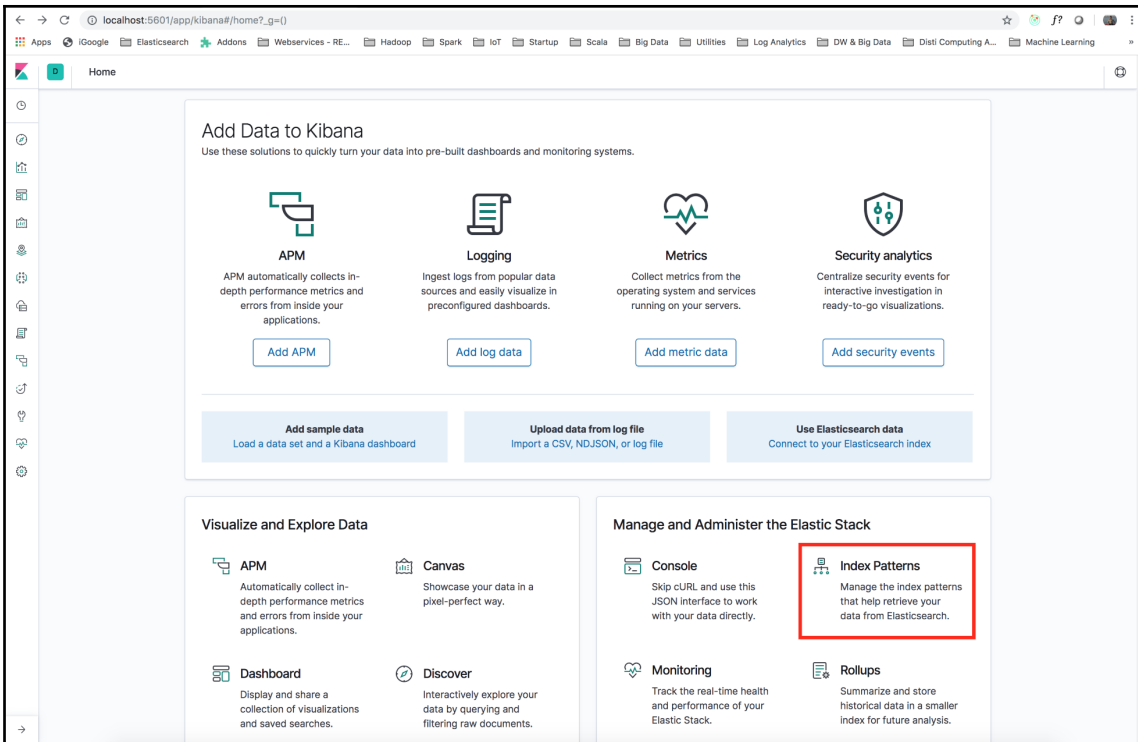 localhost:5601/app/kibana#/home?_g=()
f?
Apps iGoogle Elasticsearch Addons Webservices - RE... Hadoop Spark IoT Startup Scala Big Data Utilities Log Analytics DW & Big Data Disti Computing A... Machine Learning »
D Home
Add Data to Kibana
Use these solutions to quickly turn your data into pre-built dashboards and monitoring systems.
APM
APM automatically collects in-
depth performance metrics and
errors from inside your
applications.
Add APM
Logging
Ingest logs from popular data
sources and easily visualize in
preconfigured dashboards.
Add log data
Metrics
Collect metrics from the
operating system and services
running on your servers.
Add metric data
Security analytics
Centralize security events for
interactive investigation in
ready-to-go visualizations.
Add security events
Add sample data
Load a data set and a Kibana dashboard
Upload data from log file
Import a CSV, NDJSON, or log file
Use Elasticsearch data
Connect to your Elasticsearch index
Visualize and Explore Data
APM
Automatically collect in-
depth performance metrics
and errors from inside your
applications.
Canvas
Showcase your data in a
pixel-perfect way.
Dashboard
Display and share a
collection of visualizations
and saved searches.
Discover
Interactively explore your
data by querying and
filtering raw documents.
Manage and Administer the Elastic Stack
Console
Skip cURL and use this
JSON interface to work
with your data directly.
Index Patterns
Manage the index patterns
that help retrieve your
data from Elasticsearch.
Monitoring
Track the real-time health
and performance of your
Elastic Stack.
Rollups
Summarize and store
historical data in a smaller
index for future analysis.